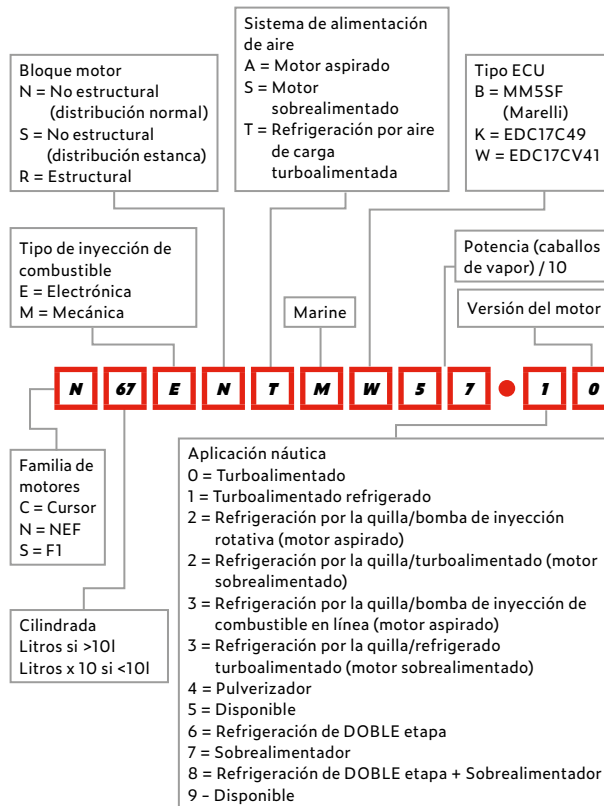 Sistema de alimentación
de aire
A = Motor aspirado
S = Motor
sobrealimentado
T = Refrigeración por aire
de carga
turboalimentada
Bloque motor
N = No estructural
(distribución normal)
S = No estructural
(distribución estanca)
R = Estructural
Tipo ECU
B = MM5SF
(Marelli)
K = EDC17C49
W = EDC17CV41
Tipo de inyección de
combustible
E = Electrónica
M = Mecánica
Marine
Potencia (caballos
de vapor) / 10
Versión del motor
N 67 E N T M W 5 7 ● 1 0
Familia de
motores
C = Cursor
N = NEF
S = F1
Cilindrada
Litros si >10l
Litros x 10 si <10l
Aplicación náutica
0 = Turboalimentado
1 = Turboalimentado refrigerado
2 = Refrigeración por la quilla/bomba de inyección
rotativa (motor aspirado)
2 = Refrigeración por la quilla/turboalimentado (motor
sobrealimentado)
3 = Refrigeración por la quilla/bomba de inyección de
combustible en línea (motor aspirado)
3 = Refrigeración por la quilla/refrigerado
turboalimentado (motor sobrealimentado)
4 = Pulverizador
5 = Disponible
6 = Refrigeración de DOBLE etapa
7 = Sobrealimentador
8 = Refrigeración de DOBLE etapa + Sobrealimentador
9 - Disponible